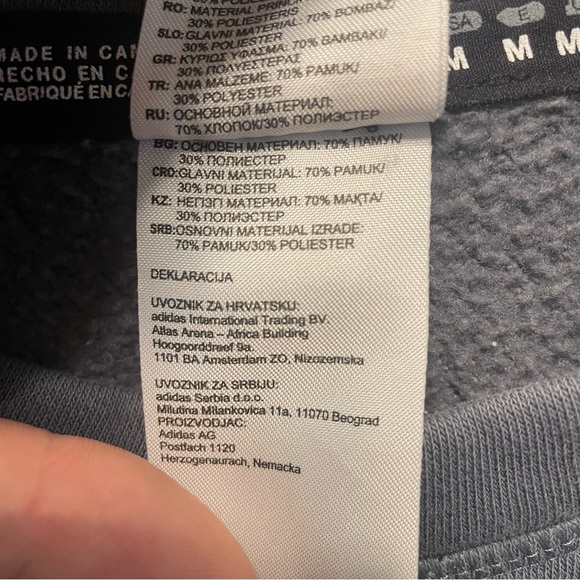 RO: MATERIAL PRINCI
30% POLIESTERIS
SLO: GLAVNI MATERIAL: 70% BOMBAŽ/
30% POLIESTER
GR: ΚΥΡΙΩΣ ΥΦΑΣΜΑ: 70% ΒΑΜΒΑΚΙ/
30% ΠΟΛΥΕΣΤΕΡΑΣ
TR: ANA MALZEME: 70% PAMUK/
30% POLYESTER
RU: ОСНОВНОЙ МАТЕРИАЛ:
70% ХЛОПОК/30% ПОЛИЭСТЕР
BG: ОСНОВЕН МАТЕРИАЛ: 70% ПАМУК/
30% ПОЛИЕСТЕР
CRO:GLAVNI MATERIJAL: 70% PAMUK/
30% POLIESTER
KZ: НЕГІЗГІ МАТЕРИАЛ: 70% МАҚТА/
30% ПОЛИЭСТЕР
SRB:OSNOVNI MATERIJAL IZRADE:
70% PAMUK/30% POLIESTER
DEKLARACIJA
UVOZNIK ZA HRVATSKU:
adidas International Trading BV.
Atlas Arena – Africa Building
Hoogoorddreef 9a.
1101 BA Amsterdam ZO, Nizozemska
UVOZNIK ZA SRBIJU:
adidas Serbia d.o.o.
Milutina Milankovica 11a, 11070 Beograd
PROIZVODJAC:
Adidas AG
Postfach 1120
Herzogenaurach, Nemacka
MADE IN CA
HECHO EN C
FABRIQUÉ EN CA
SA E
M M M